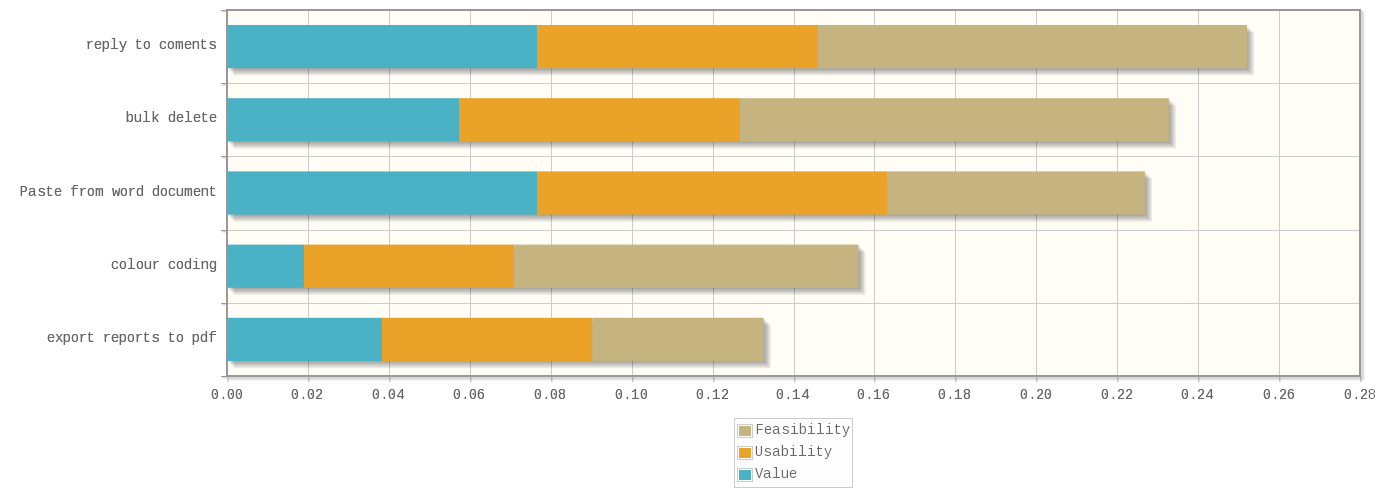 reply to coments
bulk delete
Paste from word document
colour coding
export reports to pdf
0.00 0.02 0.04 0.06 0.08 0.10 0.12 0.14 0.16 0.18 0.20 0.22 0.24 0.26 0.28
Feasibility
Usability
Value